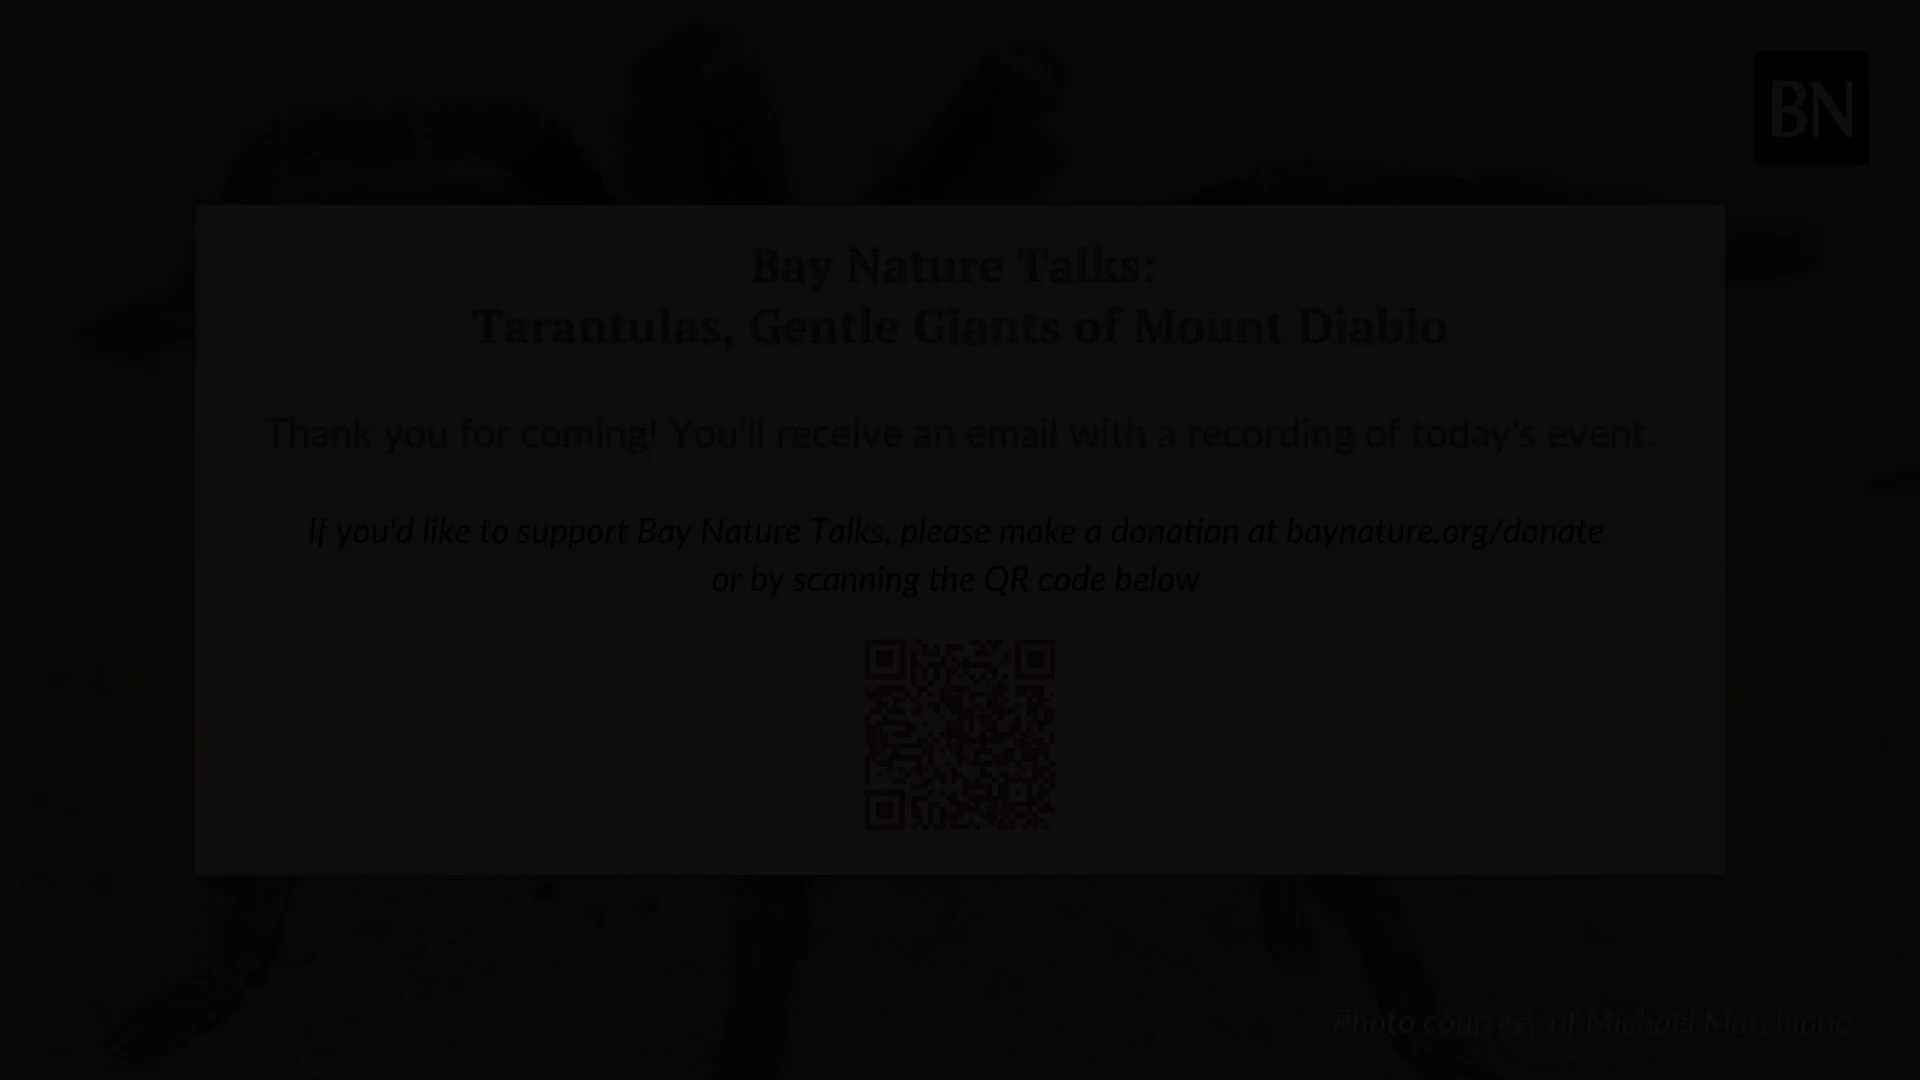 BN
Bay Nature Talks:
Tarantulas, Gentle Giants of Mount Diablo
Thank you for coming! You'll receive an email with a recording of today's event.
If you'd like to support Bay Nature Talks, please make a donation at baynature.org/donate
or by scanning the QR code below
Photo courtesy of Michael Marchiano